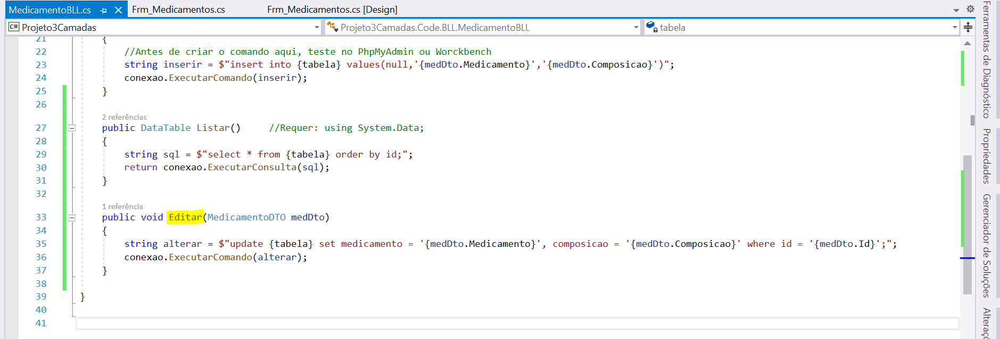 MedicamentoBLL.cs
Frm_Medicamentos.cs
Frm_Medicamentos.cs [Design]
C# Projeto3Camadas
Projeto3Camadas.Code.BLL.MedicamentoBLL
tabela
21 {
22 //Antes de criar o comando aqui, teste no PhpMyAdmin ou Worckbench
23 string inserir = $"insert into {tabela} values(null,'{medDto.Medicamento}','{medDto.Composicao}')";
24 conexao.ExecutarComando(inserir);
25 }
26
2 referências
27 public DataTable Listar() //Requer: using System.Data;
28 {
29 string sql = $"select * from {tabela} order by id;";
30 return conexao.ExecutarConsulta(sql);
31 }
32
1 referência
33 public void Editar(MedicamentoDTO medDto)
34 {
35 string alterar = $"update {tabela} set medicamento = '{medDto.Medicamento}', composicao = '{medDto.Composicao}' where id = '{medDto.Id}';";
36 conexao.ExecutarComando(alterar);
37 }
38
39 }
40
41
Ferramentas de Diagnóstico
Propriedades
Gerenciador de Soluções